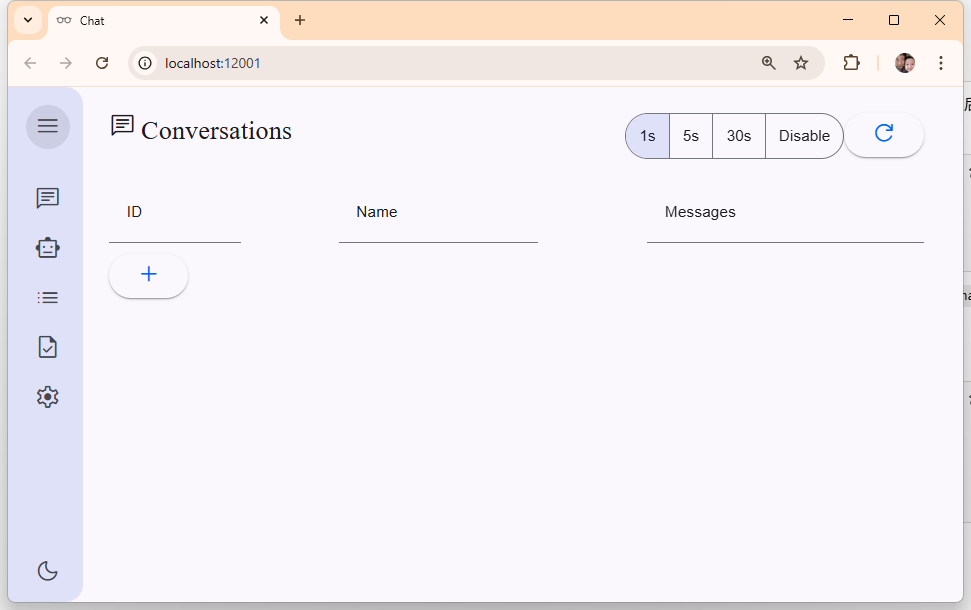 Chat
localhost:12001
Conversations
1s 5s 30s Disable
ID Name Messages